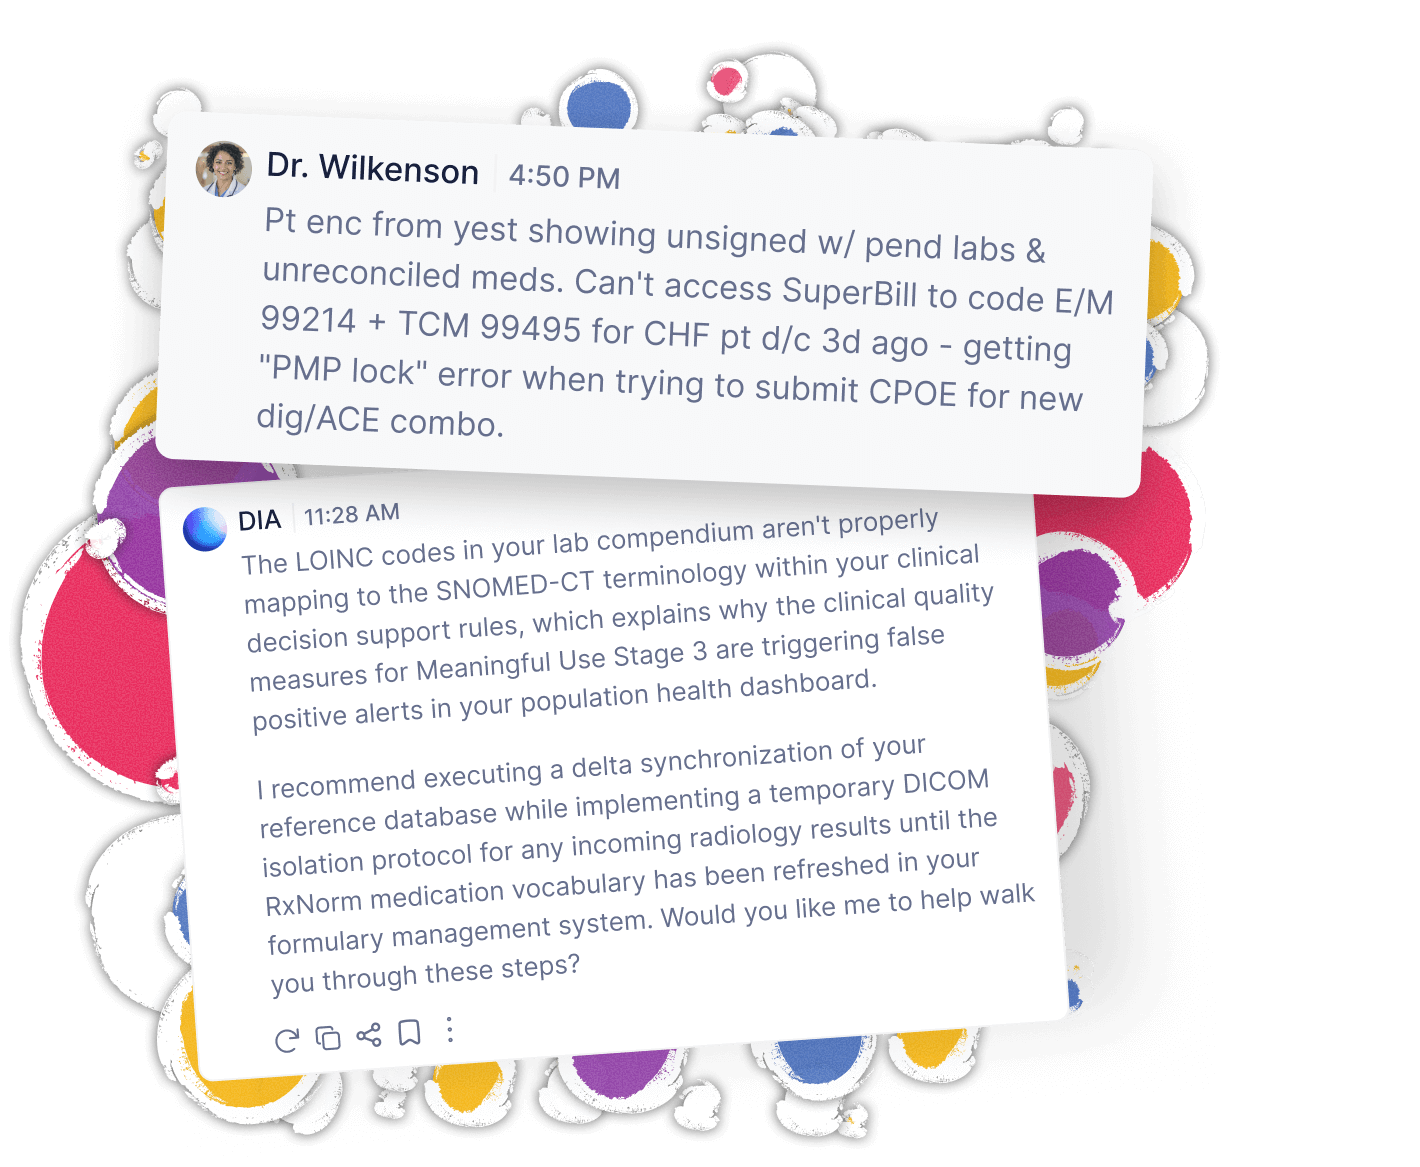 Dr. Wilkenson 4:50 PM
Pt enc from yest showing unsigned w/ pend labs &
unreconciled meds. Can't access SuperBill to code E/M
99214 + TCM 99495 for CHF pt d/c 3d ago - getting
"PMP lock" error when trying to submit CPOE for new
dig/ACE combo.
DIA 11:28 AM
The LOINC codes in your lab compendium aren't properly
mapping to the SNOMED-CT terminology within your clinical
decision support rules, which explains why the clinical quality
measures for Meaningful Use Stage 3 are triggering false
positive alerts in your population health dashboard.
I recommend executing a delta synchronization of your
reference database while implementing a temporary DICOM
isolation protocol for any incoming radiology results until the
RxNorm medication vocabulary has been refreshed in your
formulary management system. Would you like me to help walk
you through these steps?